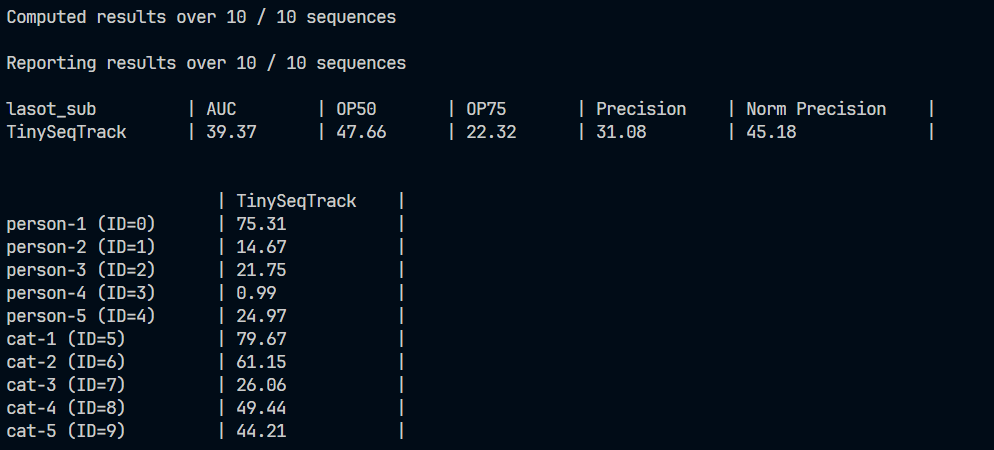 Computed results over 10 / 10 sequences
Reporting results over 10 / 10 sequences
lasot_sub | AUC | OP50 | OP75 | Precision | Norm Precision |
TinySeqTrack | 39.37 | 47.66 | 22.32 | 31.08 | 45.18 |
| TinySeqTrack |
person-1 (ID=0) | 75.31 |
person-2 (ID=1) | 14.67 |
person-3 (ID=2) | 21.75 |
person-4 (ID=3) | 0.99 |
person-5 (ID=4) | 24.97 |
cat-1 (ID=5) | 79.67 |
cat-2 (ID=6) | 61.15 |
cat-3 (ID=7) | 26.06 |
cat-4 (ID=8) | 49.44 |
cat-5 (ID=9) | 44.21 |